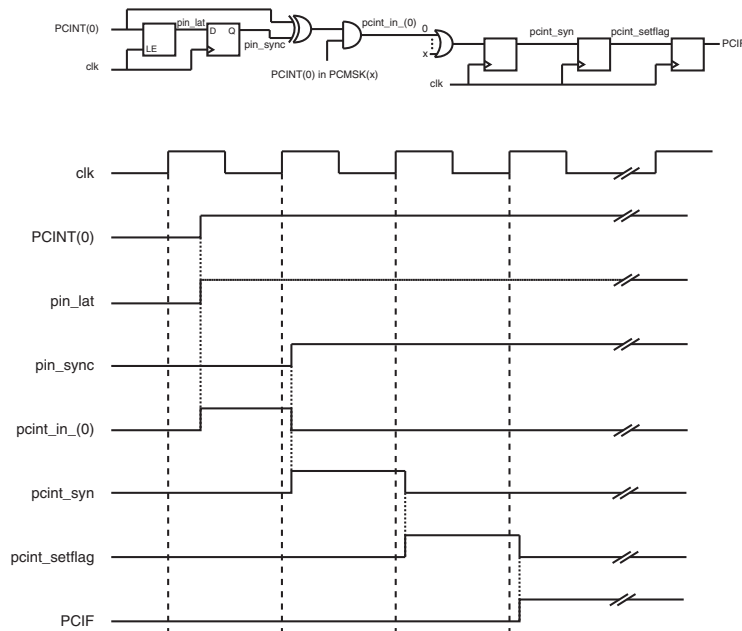 PCINT(0)
pin_lat
D Q
LE
pin_sync
clk
pcint_in_(0)
0
x
PCINT(0) in PCMSK(x)
pcint_syn
pcint_setflag
PCIF
clk
clk
PCINT(0)
pin_lat
pin_sync
pcint_in_(0)
pcint_syn
pcint_setflag
PCIF